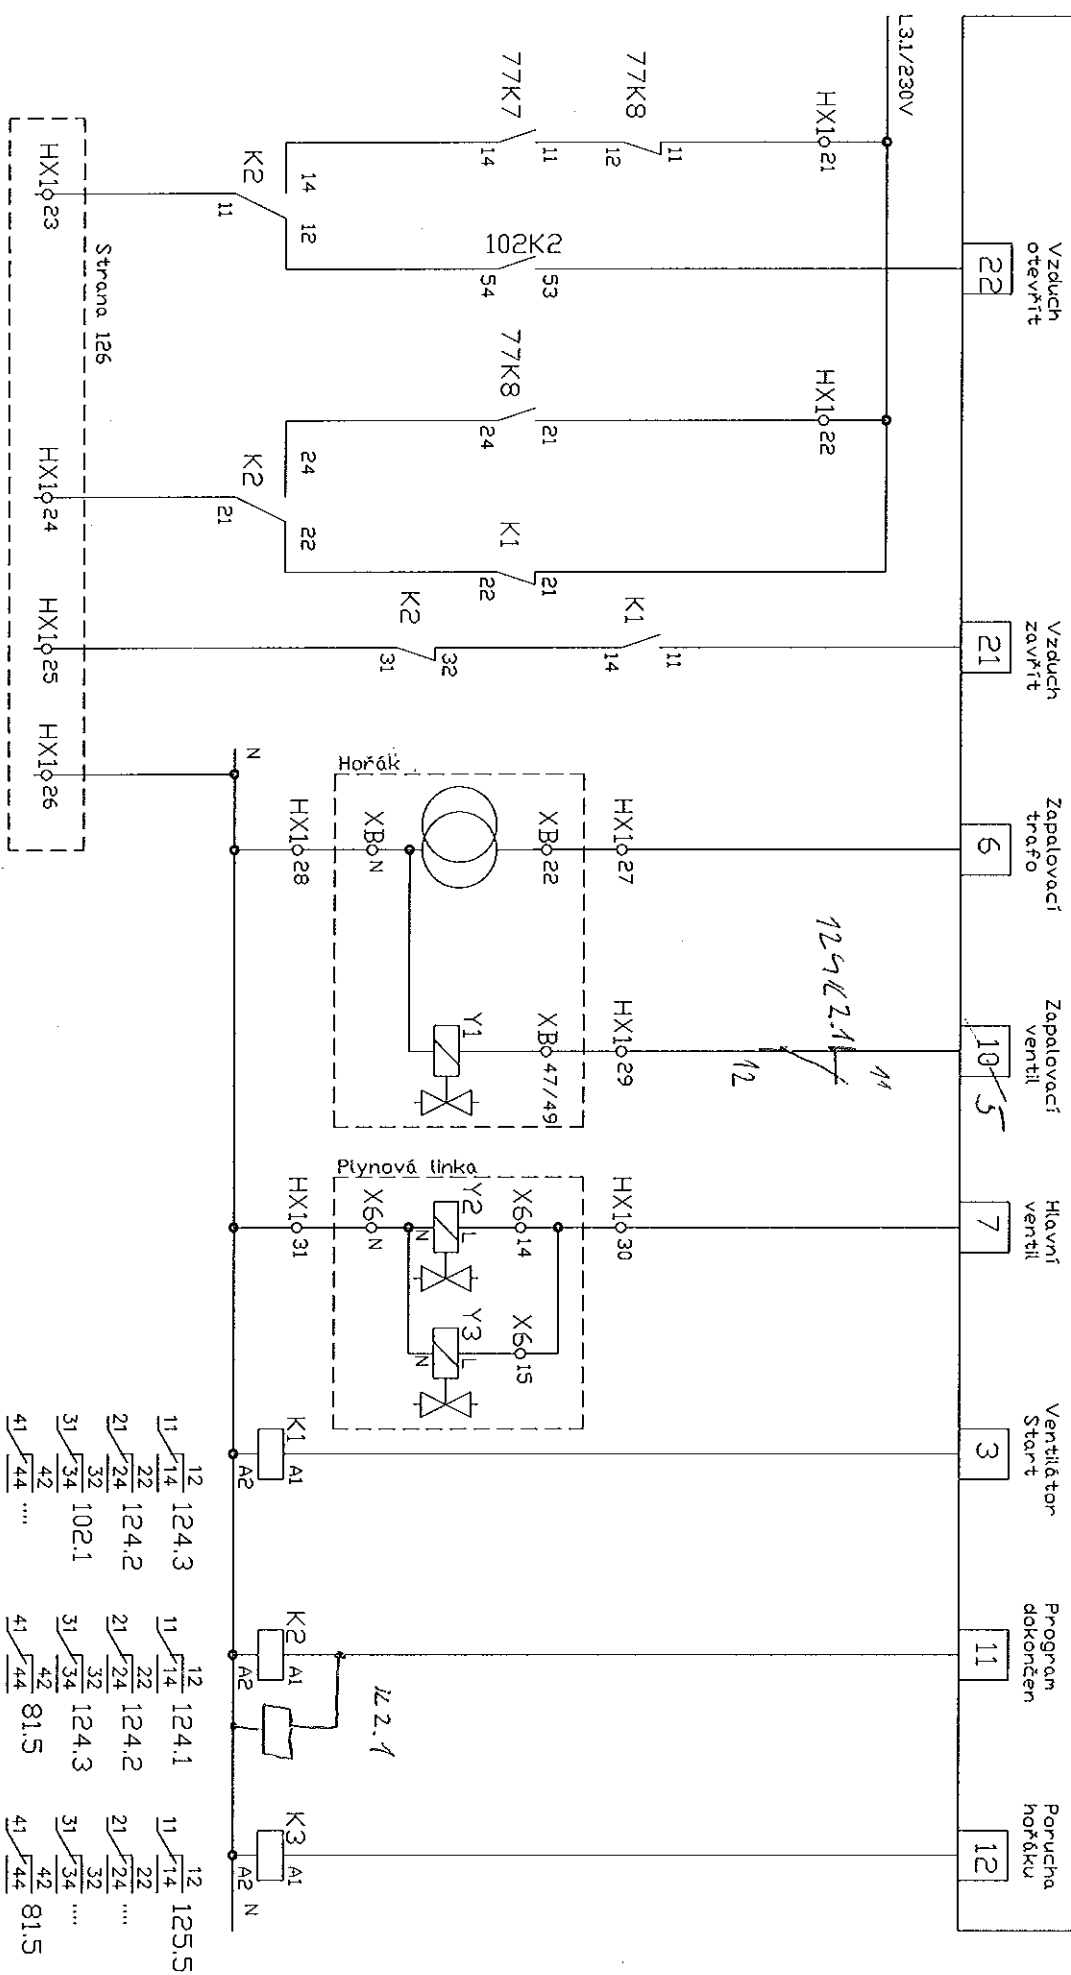 L3.1/230V
Vzduch
otevřít
22
Vzduch
zavřít
21
Zapalovací
trafo
6
Zapalovací
ventil
10
5
Hlavní
ventil
7
Ventilátor
Start
3
Program
dokončen
11
Porucha
hořáku
12
HX1 21
77K8
11
12
77K7
11
14
102K2
53
54
K2
14
12
11
HX1 23
HX1 22
77K8
21
24
K1
21
22
K2
24
22
21
HX1 24
K1
11
14
K2
32
31
HX1 25
HX1 26
Strana 126
N
HX1 27
Hořák
XB 22
XB N
HX1 28
11
12
HX1 29
XB 47/49
Y1
HX1 30
Plynová linka
X6 14
Y2
L
N
X6 15
Y3
L
N
X6 N
HX1 31
K1
A1
A2
K2
A1
A2
K2.1
K3
A1
A2
N
11 12 14 124.3
21 22 24 124.2
31 32 34 102.1
41 42 44 ....
11 12 14 124.1
21 22 24 124.2
31 32 34 124.3
41 42 44 81.5
11 12 14 125.5
21 22 24 ....
31 32 34 ....
41 42 44 81.5